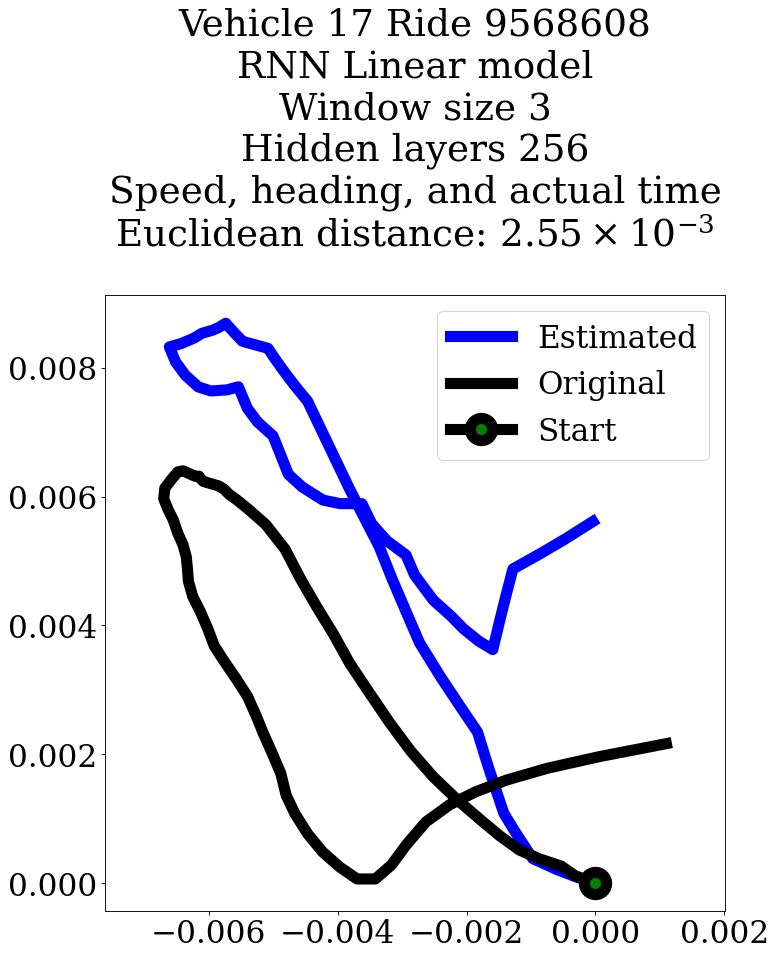 Vehicle 17 Ride 9568608
RNN Linear model
Window size 3
Hidden layers 256
Speed, heading, and actual time
Euclidean distance: 2.55 × 10⁻³
Estimated
Original
Start
0.008
0.006
0.004
0.002
0.000
−0.006 −0.004 −0.002 0.000 0.002